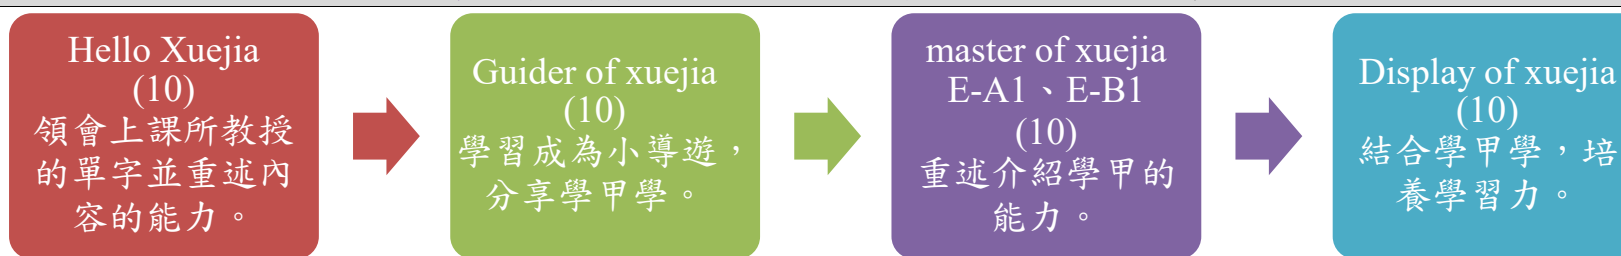 Hello Xuejia
(10)
領會上課所教授
的單字並重述內
容的能力。
Guider of xuejia
(10)
學習成為小導遊，
分享學甲學。
master of xuejia
E-A1、E-B1
(10)
重述介紹學甲的
能力。
Display of xuejia
(10)
結合學甲學，培
養學習力。